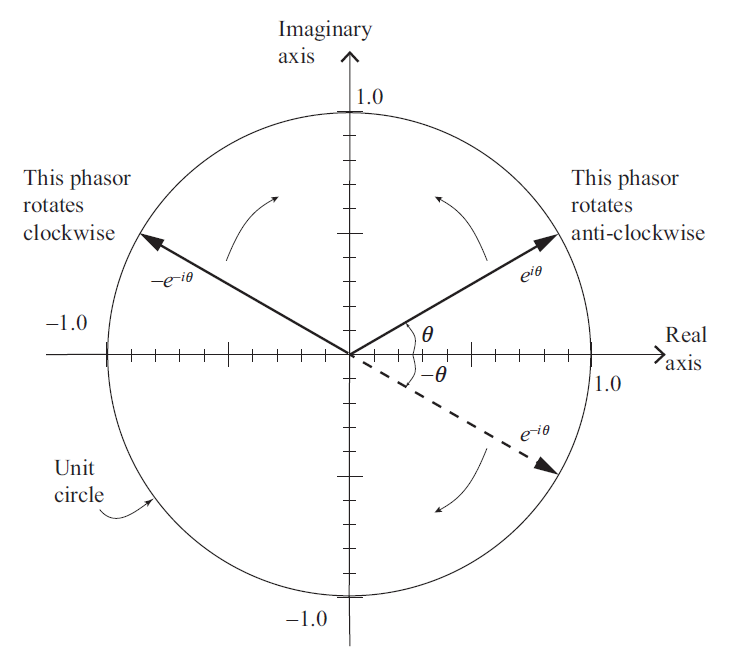 Imaginary
axis
1.0
This phasor
rotates
clockwise
This phasor
rotates
anti-clockwise
−e−iθ
eiθ
−1.0
θ
Real
axis
−θ
1.0
e−iθ
Unit
circle
−1.0